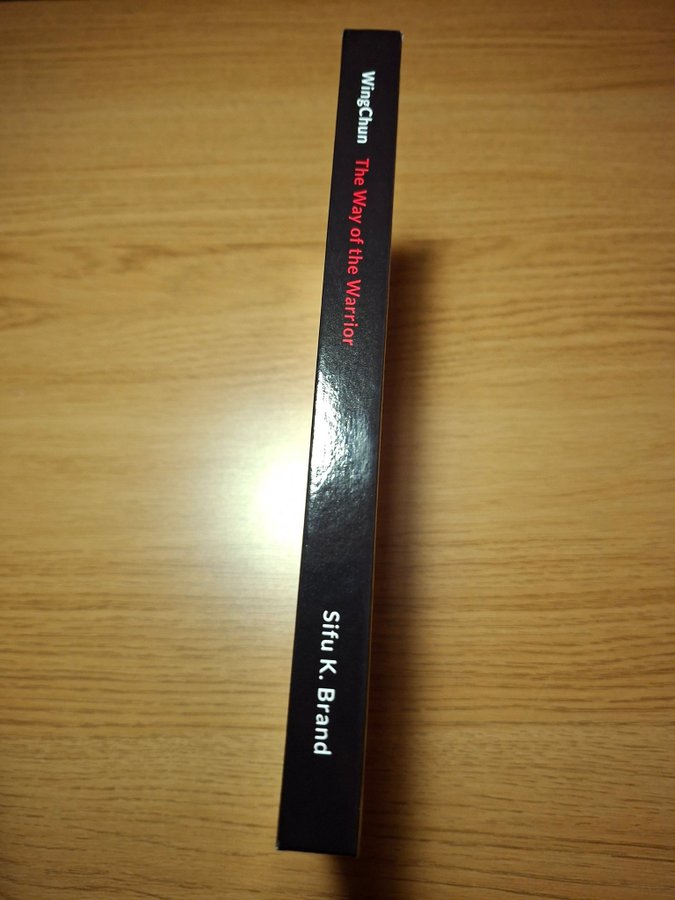 WingChun The Way of the Warrior
Sifu K. Brand